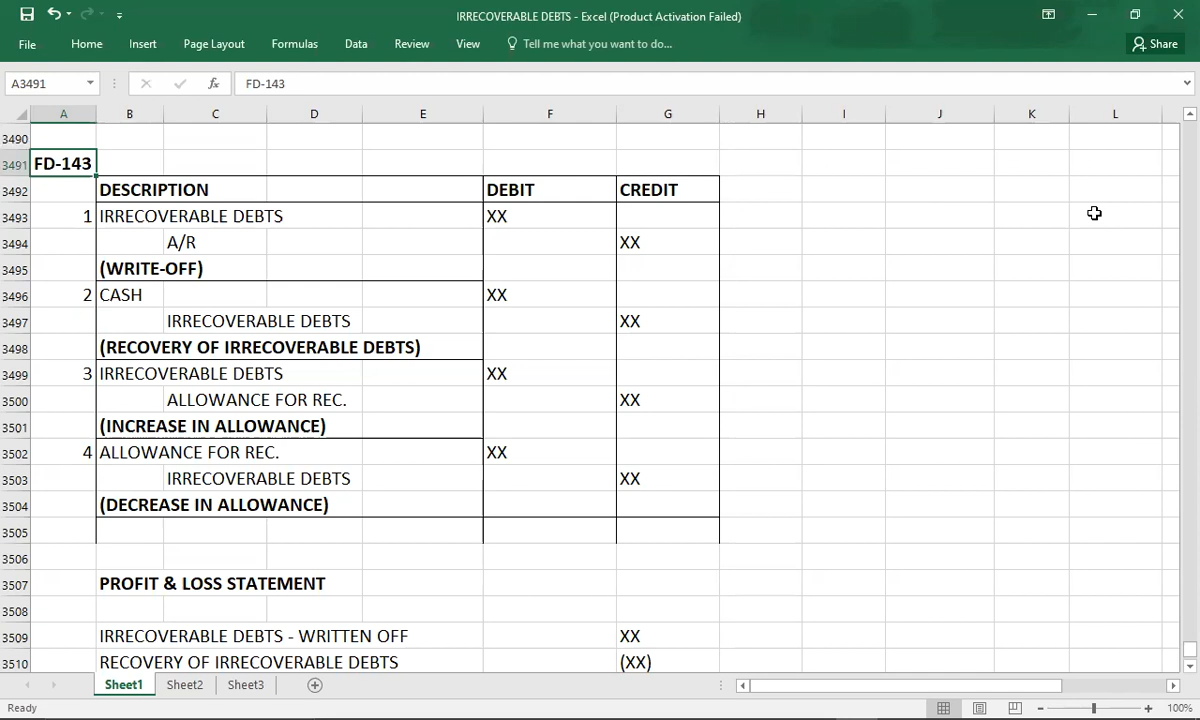 IRRECOVERABLE DEBTS - Excel (Product Activation Failed)
File Home Insert Page Layout Formulas Data Review View Tell me what you want to do... Share
A3491 fx FD-143
A B C D E F G H I J K L
3490
3491 FD-143
3492 DESCRIPTION DEBIT CREDIT
3493 1 IRRECOVERABLE DEBTS XX
3494 A/R XX
3495 (WRITE-OFF)
3496 2 CASH XX
3497 IRRECOVERABLE DEBTS XX
3498 (RECOVERY OF IRRECOVERABLE DEBTS)
3499 3 IRRECOVERABLE DEBTS XX
3500 ALLOWANCE FOR REC. XX
3501 (INCREASE IN ALLOWANCE)
3502 4 ALLOWANCE FOR REC. XX
3503 IRRECOVERABLE DEBTS XX
3504 (DECREASE IN ALLOWANCE)
3505
3506
3507 PROFIT & LOSS STATEMENT
3508
3509 IRRECOVERABLE DEBTS - WRITTEN OFF XX
3510 RECOVERY OF IRRECOVERABLE DEBTS (XX)
Sheet1 Sheet2 Sheet3
Ready 100%